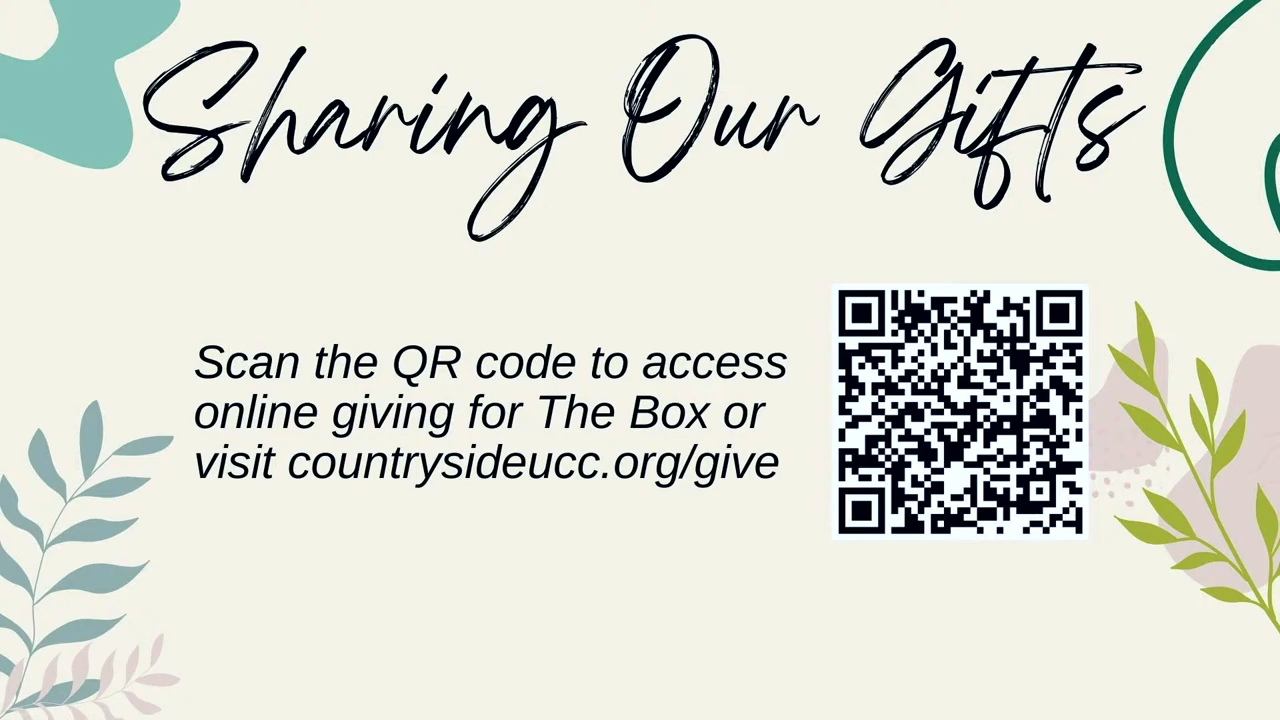 Sharing Our Gifts
Scan the QR code to access
online giving for The Box or
visit countrysideucc.org/give